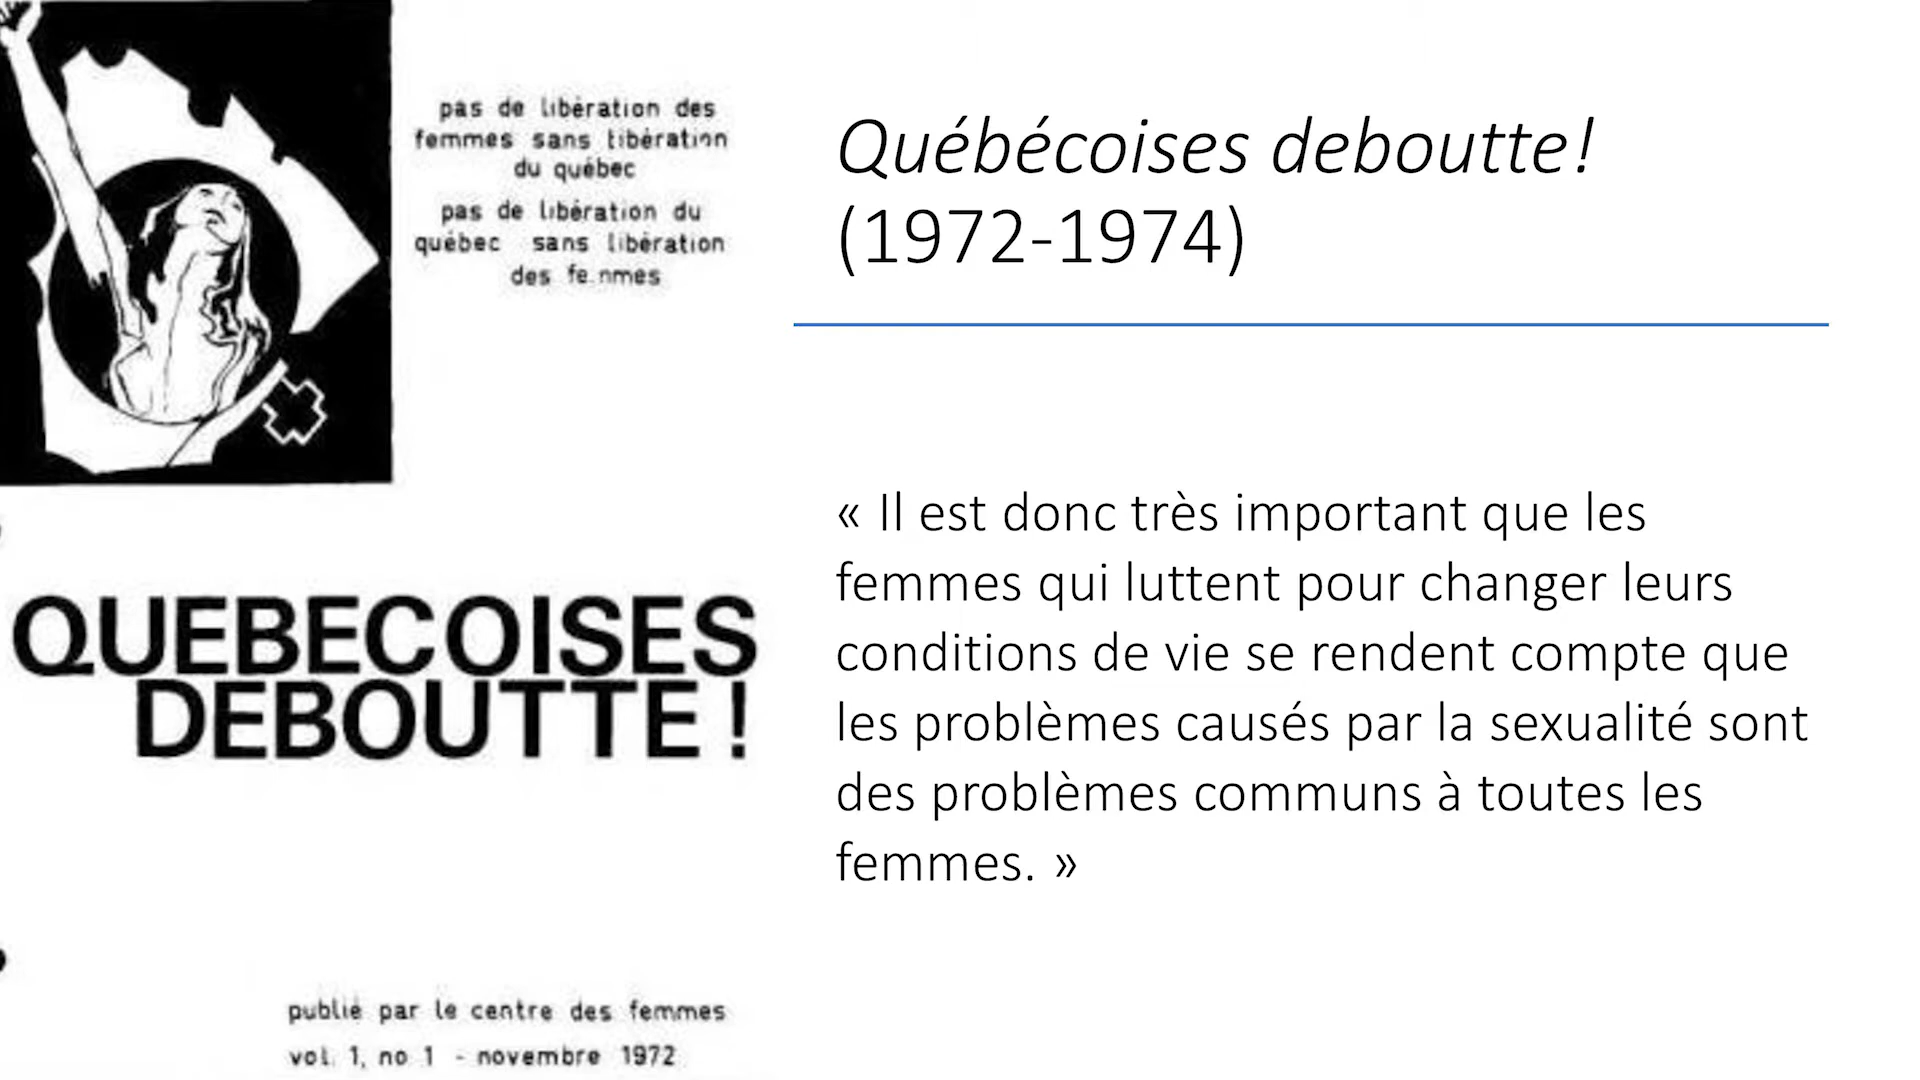 pas de libération des
femmes sans libération
du québec
pas de libération du
québec sans libération
des femmes
QUEBECOISES
DEBOUTTE !
publié par le centre des femmes
vol. 1, no 1 - novembre 1972
Québécoises deboutte!
(1972-1974)
« Il est donc très important que les
femmes qui luttent pour changer leurs
conditions de vie se rendent compte que
les problèmes causés par la sexualité sont
des problèmes communs à toutes les
femmes. »